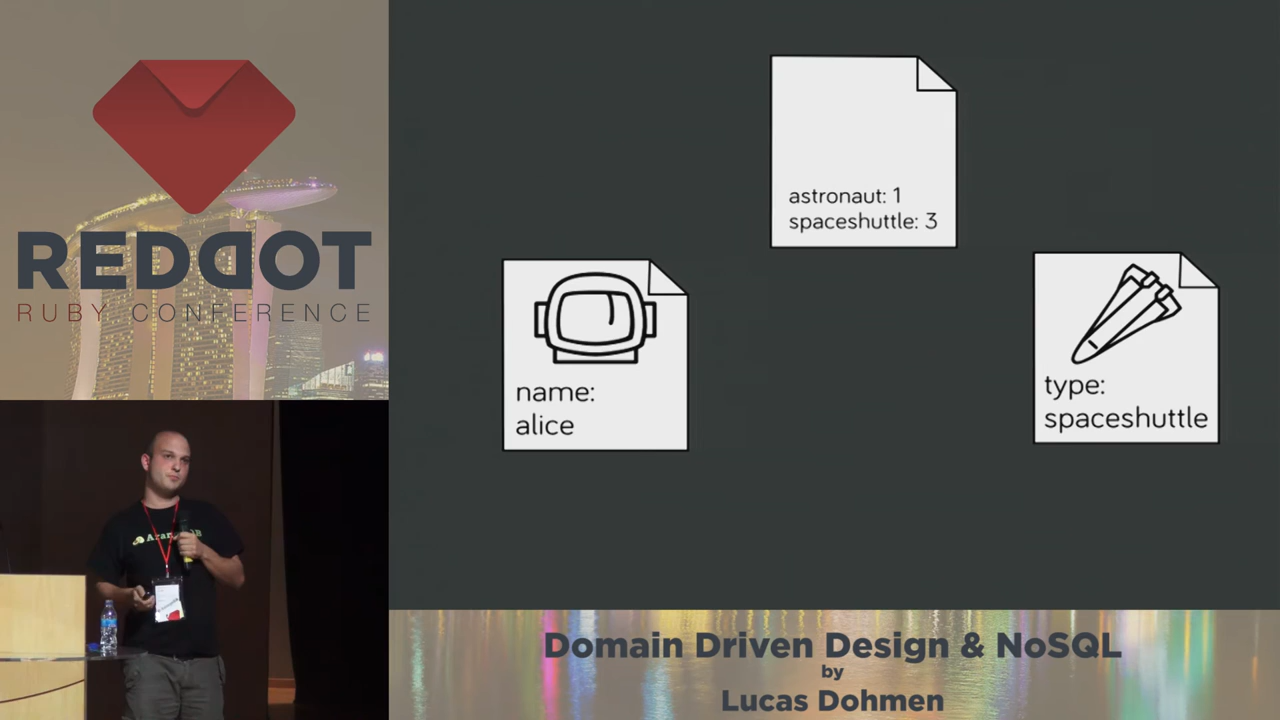 REDDOT
RUBY CONFERENCE
astronaut: 1
spaceshuttle: 3
name:
alice
type:
spaceshuttle
Domain Driven Design & NoSQL
by
Lucas Dohmen